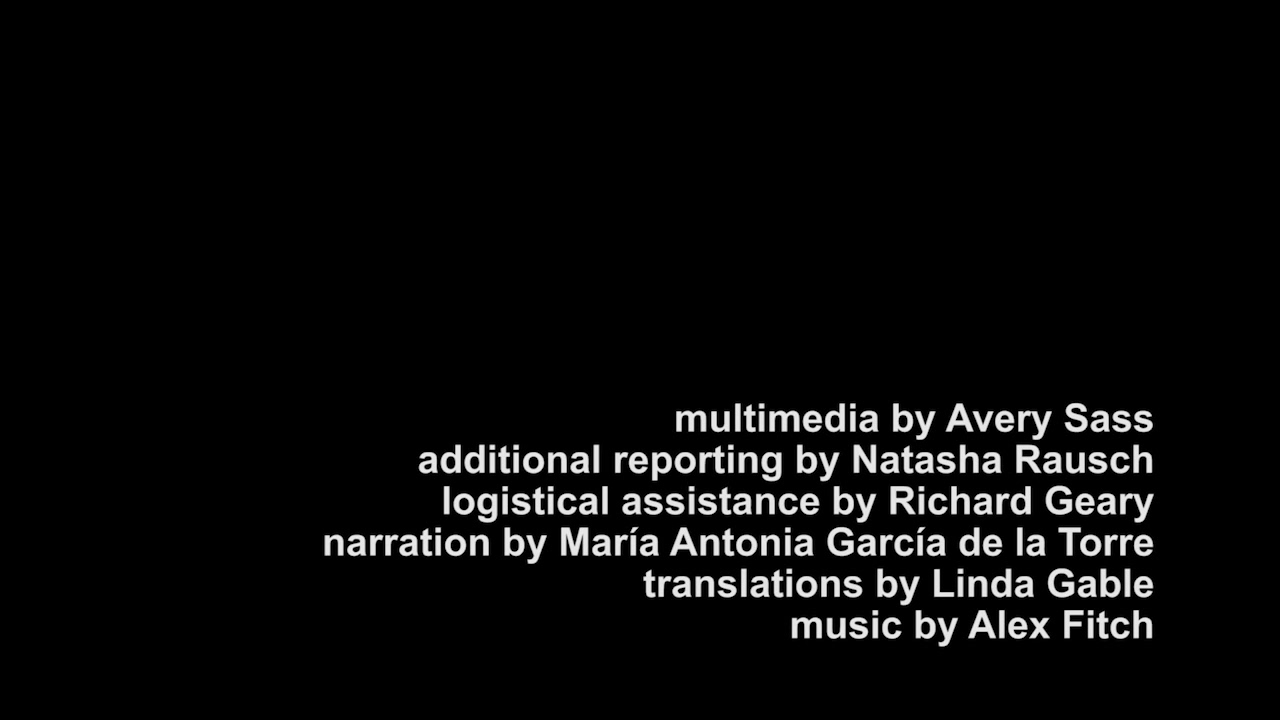 multimedia by Avery Sass
additional reporting by Natasha Rausch
logistical assistance by Richard Geary
narration by María Antonia García de la Torre
translations by Linda Gable
music by Alex Fitch